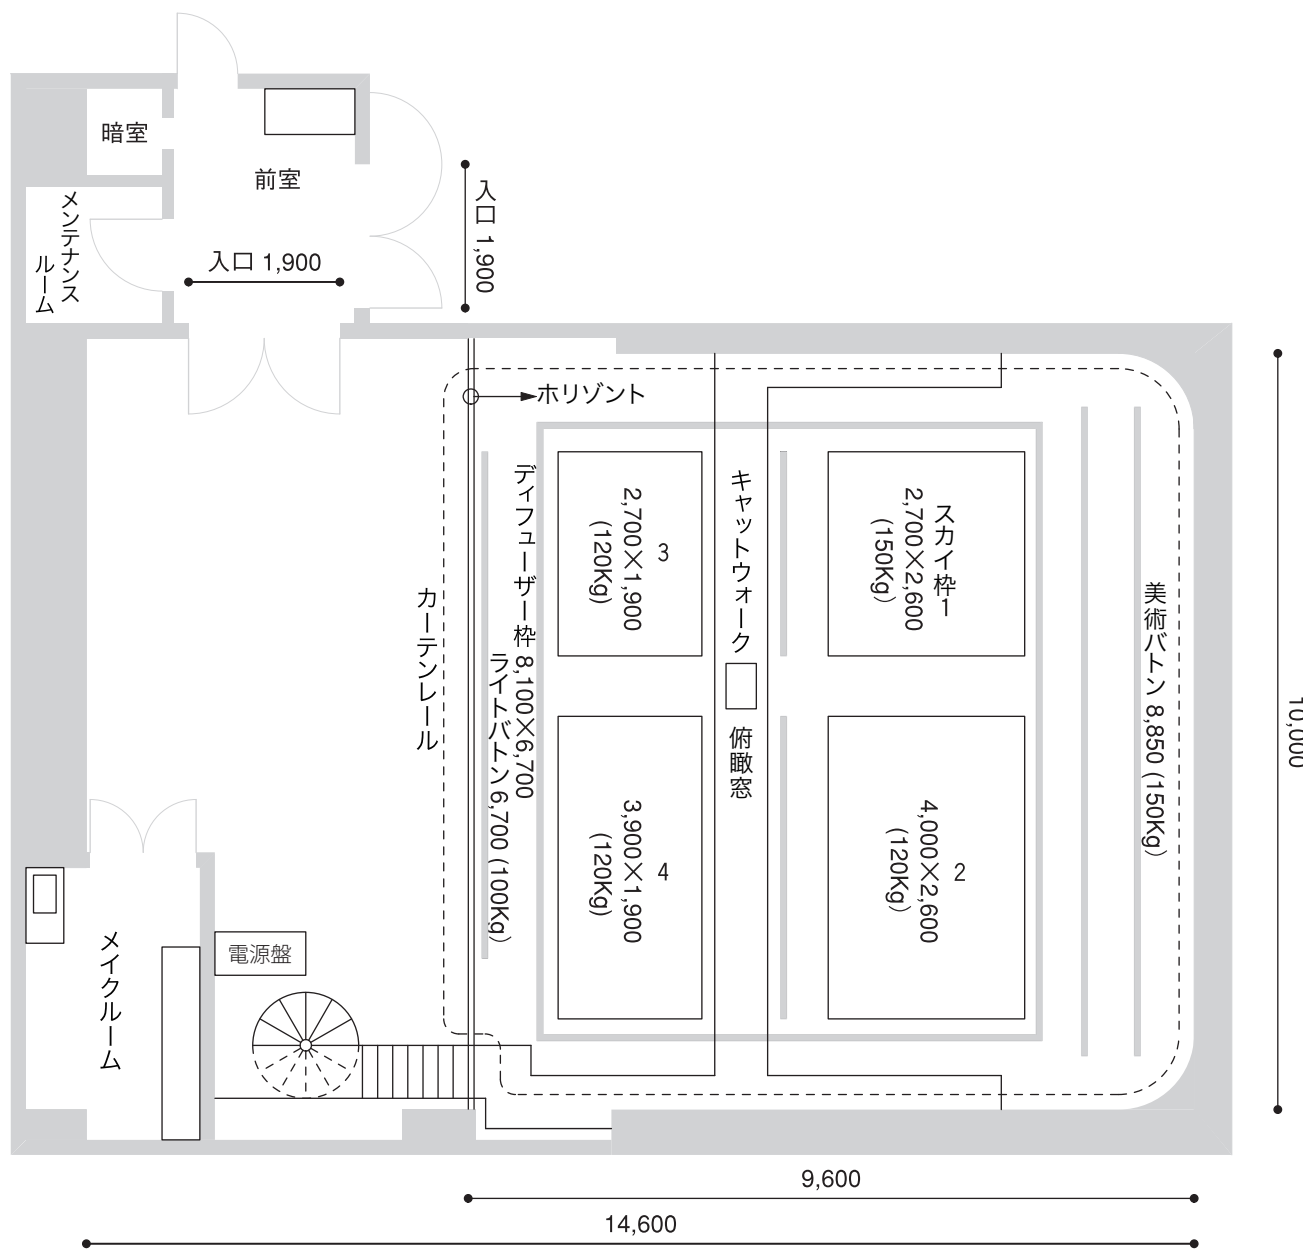 暗室
前室
メンテナンス
ルーム
入口 1,900
入口 1,900
ホリゾント
カーテンレール
ディフューザー枠 8,100×6,700
ライトバトン 6,700 (100Kg)
3
2,700×1,900
(120Kg)
キャットウォーク
俯瞰窓
スカイ枠1
2,700×2,600
(150Kg)
4
3,900×1,900
(120Kg)
2
4,000×2,600
(120Kg)
美術バトン 8,850 (150Kg)
10,000
メイクルーム
電源盤
9,600
14,600